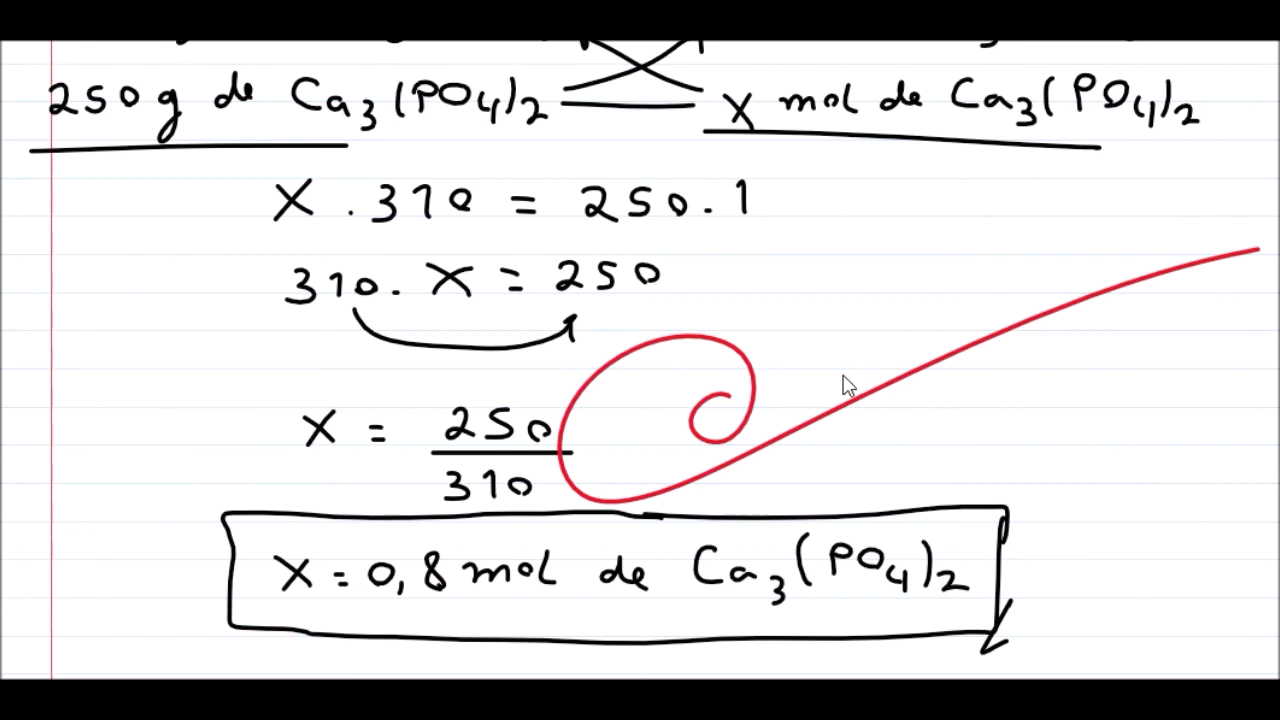 250 g de Ca3(PO4)2 X mol de Ca3(PO4)2
X . 310 = 250 . 1
310 . X = 250
X = 250
310
X = 0,8 mol de Ca3(PO4)2